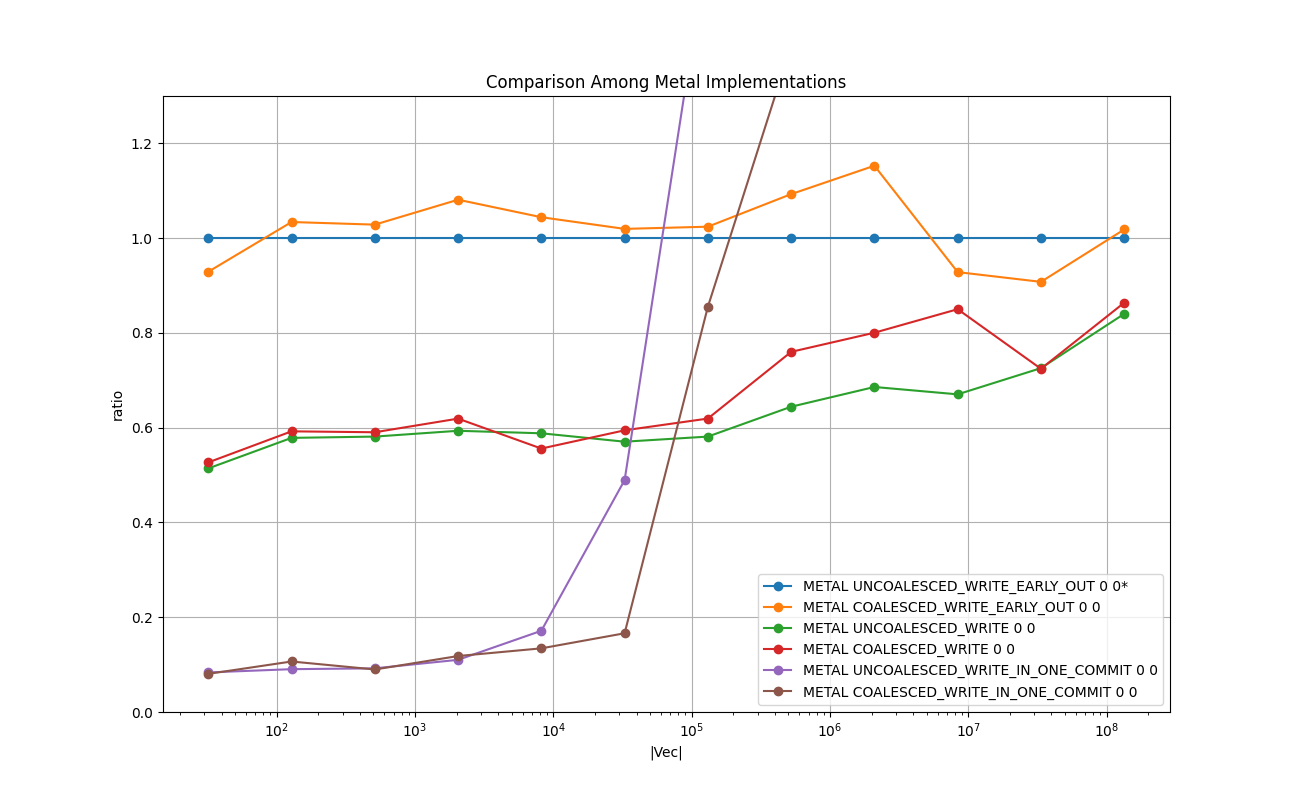 Comparison Among Metal Implementations
ratio
1.2
1.0
0.8
0.6
0.4
0.2
0.0
10² 10³ 10⁴ 10⁵ 10⁶ 10⁷ 10⁸
|Vec|
METAL UNCOALESCED_WRITE_EARLY_OUT 0 0*
METAL COALESCED_WRITE_EARLY_OUT 0 0
METAL UNCOALESCED_WRITE 0 0
METAL COALESCED_WRITE 0 0
METAL UNCOALESCED_WRITE_IN_ONE_COMMIT 0 0
METAL COALESCED_WRITE_IN_ONE_COMMIT 0 0